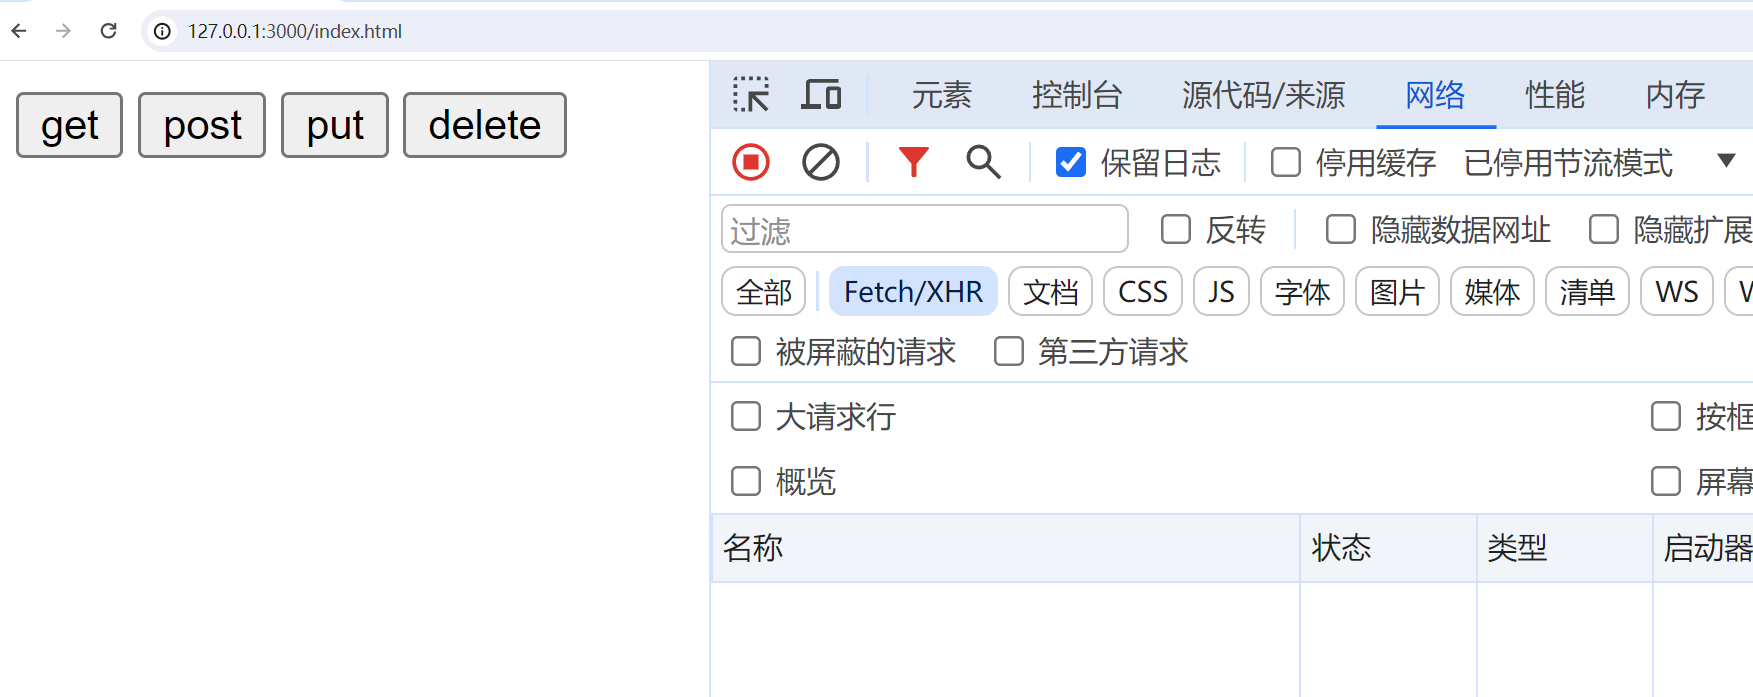 127.0.0.1:3000/index.html
get post put delete
元素 控制台 源代码/来源 网络 性能 内存
保留日志 停用缓存 已停用节流模式
过滤 反转 隐藏数据网址 隐藏扩展
全部 Fetch/XHR 文档 CSS JS 字体 图片 媒体 清单 WS
被屏蔽的请求 第三方请求
大请求行 按框
概览 屏幕
名称 状态 类型 启动器